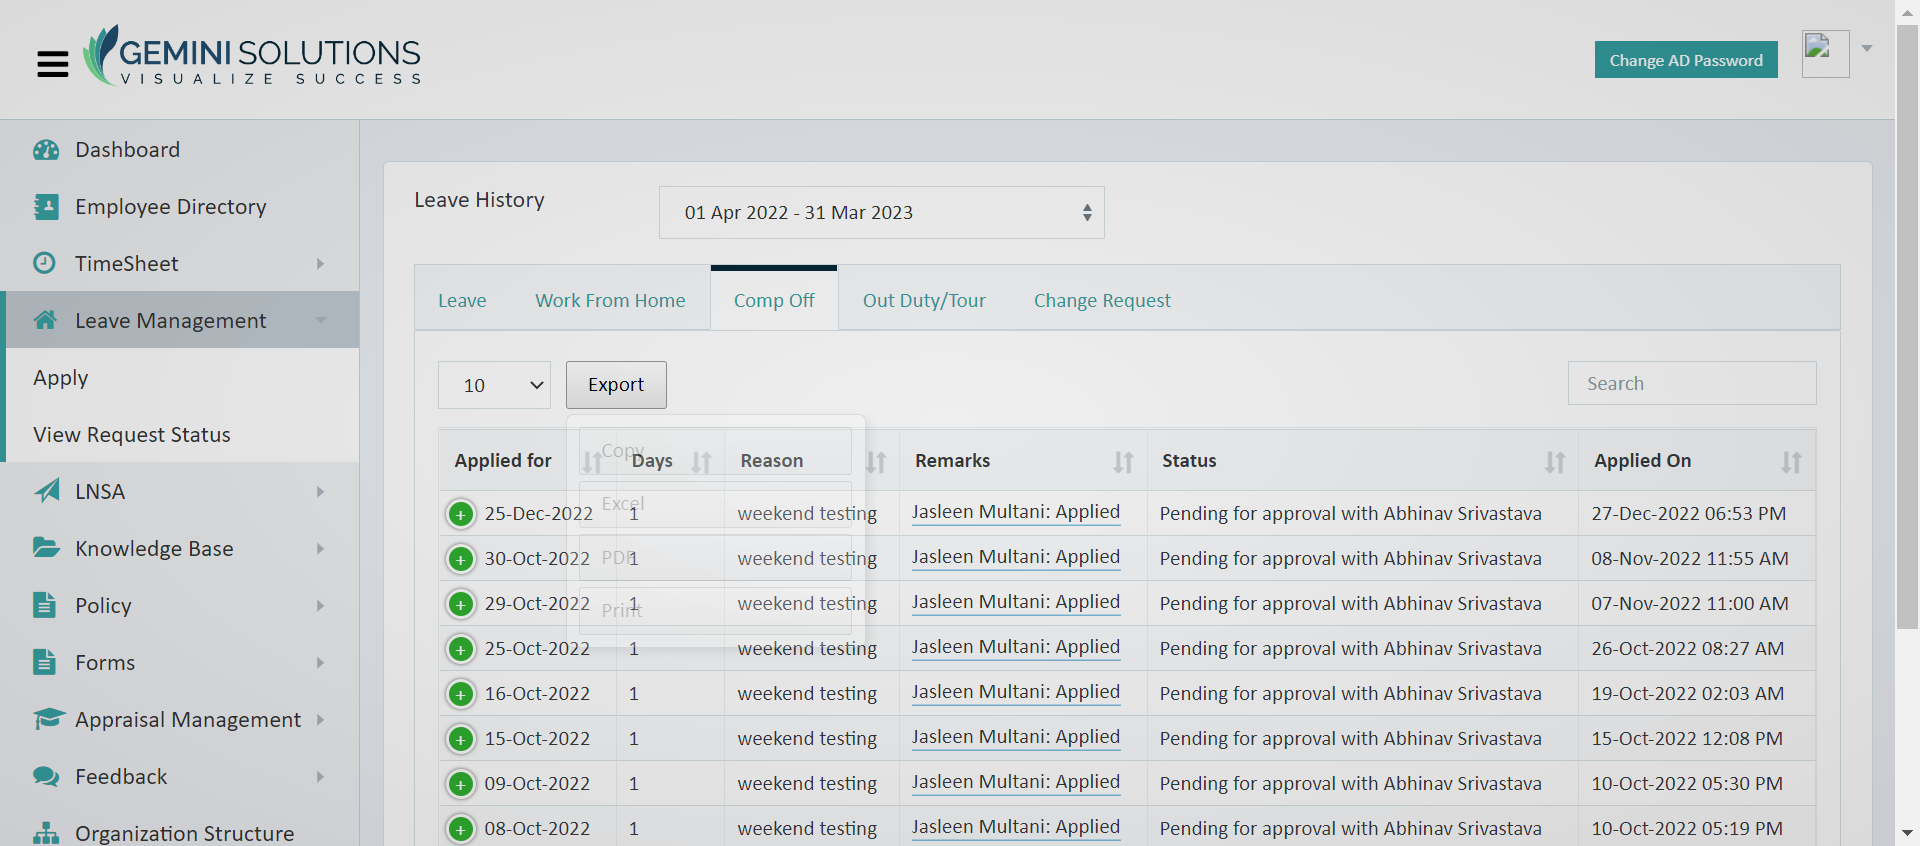 GEMINI SOLUTIONS
VISUALIZE SUCCESS
Change AD Password
Dashboard
Employee Directory
TimeSheet
Leave Management
Apply
View Request Status
LNSA
Knowledge Base
Policy
Forms
Appraisal Management
Feedback
Organization Structure
Leave History
01 Apr 2022 - 31 Mar 2023
Leave Work From Home Comp Off Out Duty/Tour Change Request
10 Export Search
Copy
Excel
PDF
Print
Applied for Days Reason Remarks Status Applied On
25-Dec-2022 1 weekend testing Jasleen Multani: Applied Pending for approval with Abhinav Srivastava 27-Dec-2022 06:53 PM
30-Oct-2022 1 weekend testing Jasleen Multani: Applied Pending for approval with Abhinav Srivastava 08-Nov-2022 11:55 AM
29-Oct-2022 1 weekend testing Jasleen Multani: Applied Pending for approval with Abhinav Srivastava 07-Nov-2022 11:00 AM
25-Oct-2022 1 weekend testing Jasleen Multani: Applied Pending for approval with Abhinav Srivastava 26-Oct-2022 08:27 AM
16-Oct-2022 1 weekend testing Jasleen Multani: Applied Pending for approval with Abhinav Srivastava 19-Oct-2022 02:03 AM
15-Oct-2022 1 weekend testing Jasleen Multani: Applied Pending for approval with Abhinav Srivastava 15-Oct-2022 12:08 PM
09-Oct-2022 1 weekend testing Jasleen Multani: Applied Pending for approval with Abhinav Srivastava 10-Oct-2022 05:30 PM
08-Oct-2022 1 weekend testing Jasleen Multani: Applied Pending for approval with Abhinav Srivastava 10-Oct-2022 05:19 PM